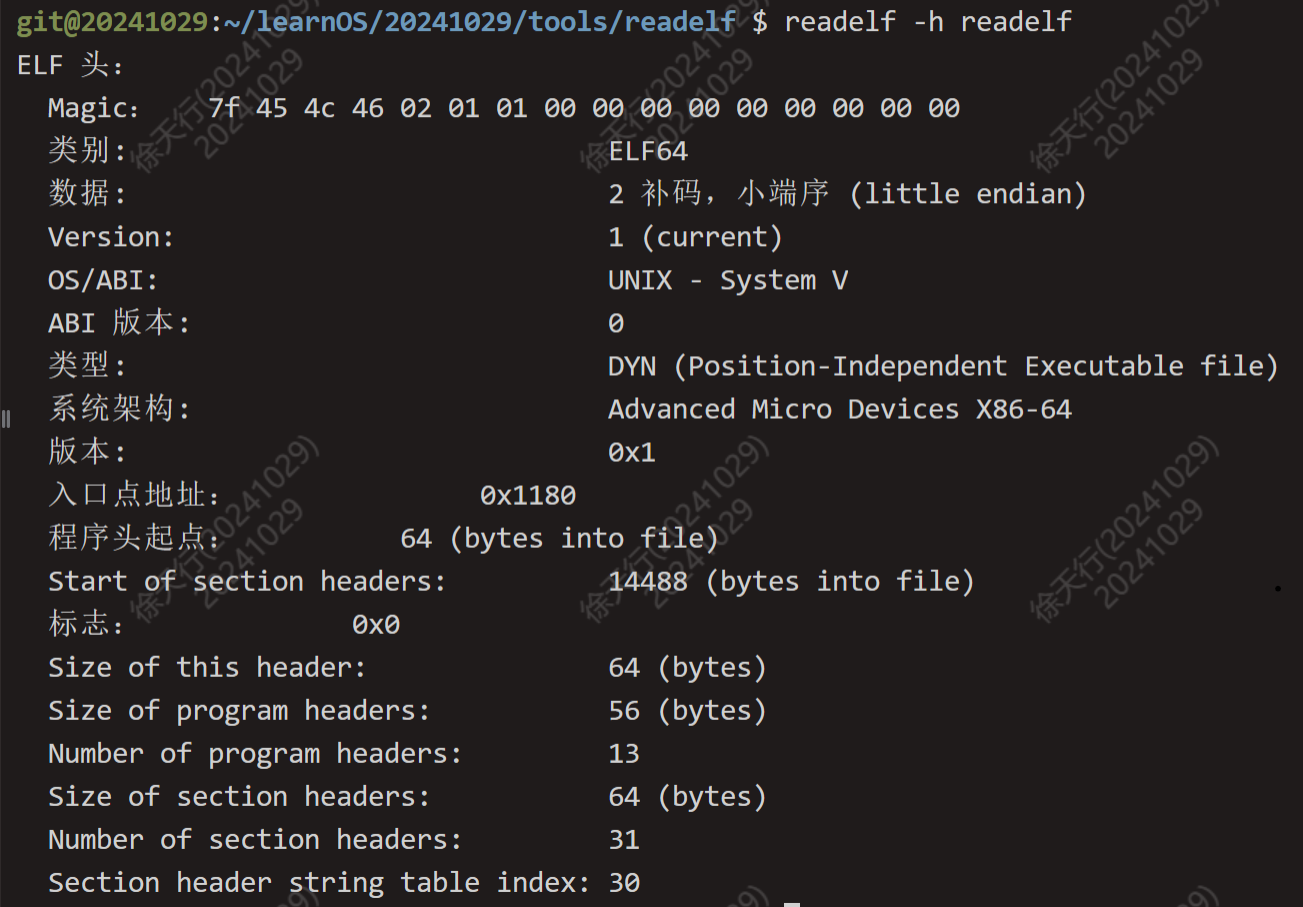 git@20241029:~/learnOS/20241029/tools/readelf $ readelf -h readelf
ELF 头：
  Magic：   7f 45 4c 46 02 01 01 00 00 00 00 00 00 00 00 00
  类别:                              ELF64
  数据:                              2 补码，小端序 (little endian)
  Version:                           1 (current)
  OS/ABI:                            UNIX - System V
  ABI 版本:                          0
  类型:                              DYN (Position-Independent Executable file)
  系统架构:                          Advanced Micro Devices X86-64
  版本:                              0x1
  入口点地址：               0x1180
  程序头起点：          64 (bytes into file)
  Start of section headers:          14488 (bytes into file)
  标志：             0x0
  Size of this header:               64 (bytes)
  Size of program headers:           56 (bytes)
  Number of program headers:         13
  Size of section headers:           64 (bytes)
  Number of section headers:         31
  Section header string table index: 30
徐天行(20241029)
20241029
徐天行(20241029)
20241029
徐天行(20241029)
20241029
徐天行(20241029)
20241029
徐天行(20241029)
20241029
徐天行(20241029)
20241029